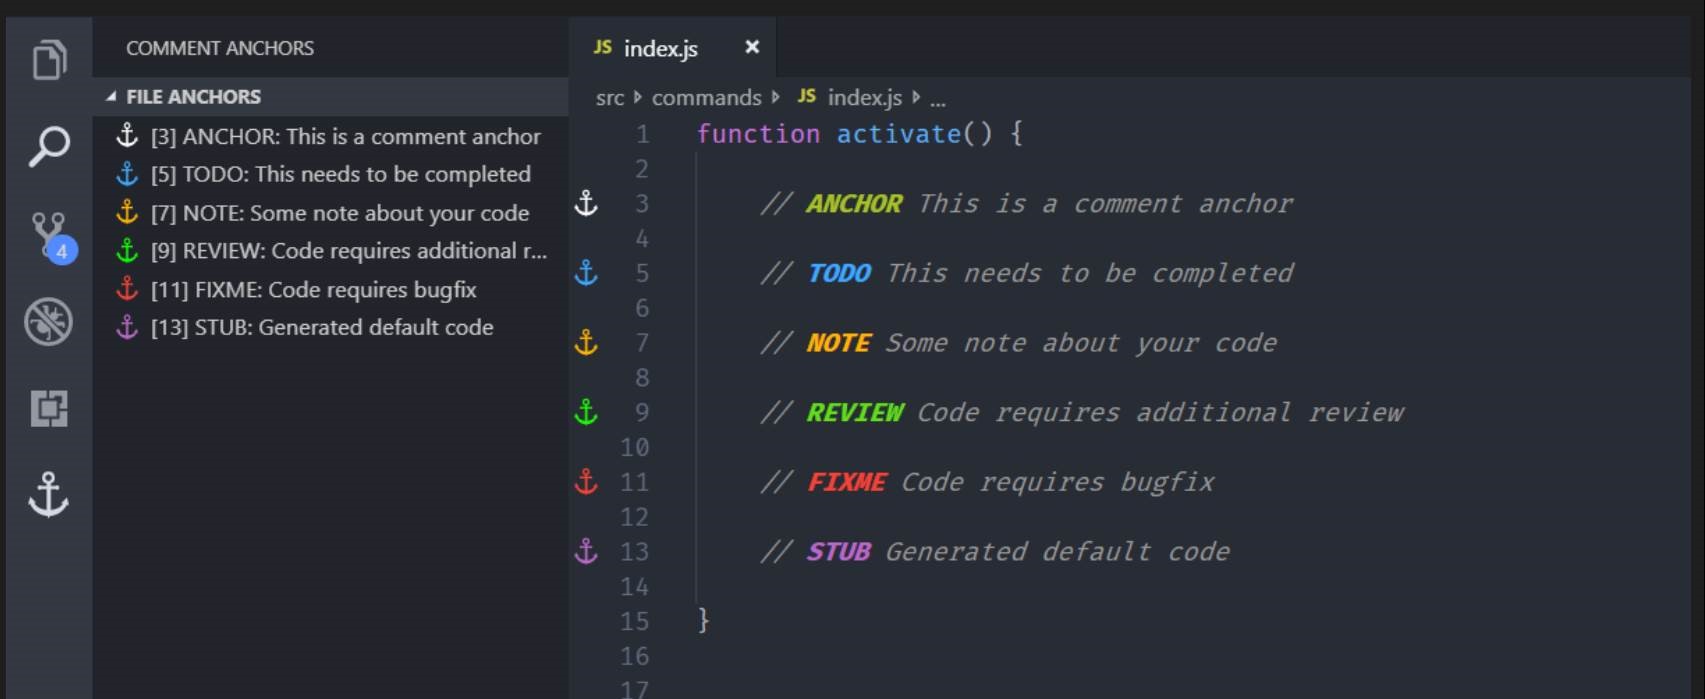 COMMENT ANCHORS
FILE ANCHORS
[3] ANCHOR: This is a comment anchor
[5] TODO: This needs to be completed
[7] NOTE: Some note about your code
[9] REVIEW: Code requires additional r...
[11] FIXME: Code requires bugfix
[13] STUB: Generated default code
4
JS index.js ×
src commands JS index.js ...
1 function activate() {
2
3 // ANCHOR This is a comment anchor
4
5 // TODO This needs to be completed
6
7 // NOTE Some note about your code
8
9 // REVIEW Code requires additional review
10
11 // FIXME Code requires bugfix
12
13 // STUB Generated default code
14
15 }
16
17